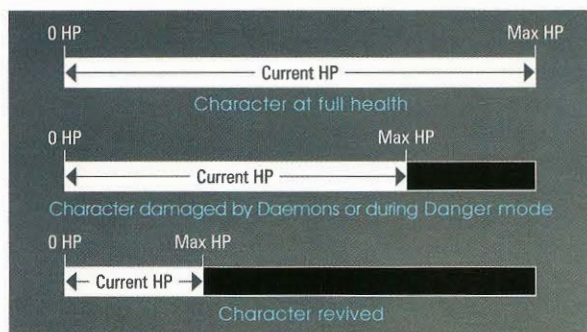 0 HP Max HP
Current HP
Character at full health
0 HP Max HP
Current HP
Character damaged by Daemons or during Danger mode
0 HP Max HP
Current HP
Character revived